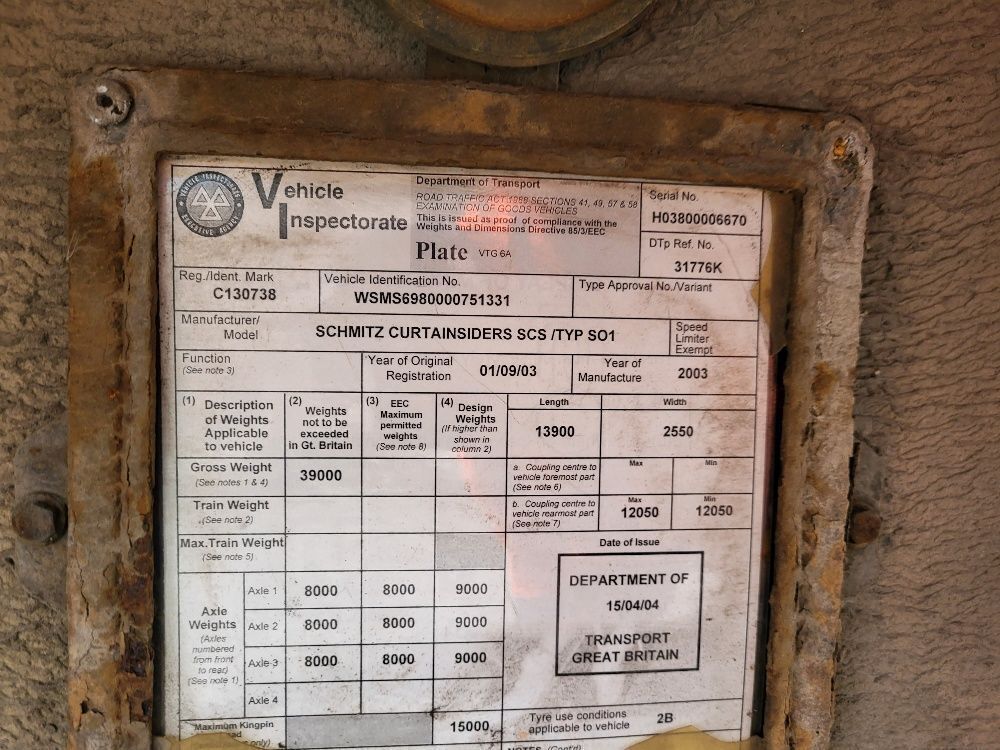 Vehicle
Inspectorate
VEHICLE INSPECTORATE
EXECUTIVE AGENCY
Department of Transport
ROAD TRAFFIC ACT 1988 SECTIONS 41, 49, 57 & 58
EXAMINATION OF GOODS VEHICLES
This is issued as proof of compliance with the
Weights and Dimensions Directive 85/3/EEC
Plate VTG 6A
Serial No.
H03800006670
DTp Ref. No.
31776K
Reg./Ident. Mark
C130738
Vehicle Identification No.
WSMS6980000751331
Type Approval No./Variant
Manufacturer/
Model
SCHMITZ CURTAINSIDERS SCS /TYP SO1
Speed
Limiter
Exempt
Function
(See note 3)
Year of Original
Registration
01/09/03
Year of
Manufacture
2003
(1) Description
of Weights
Applicable
to vehicle
(2) Weights
not to be
exceeded
in Gt. Britain
(3) EEC
Maximum
permitted
weights
(See note 8)
(4) Design
Weights
(If higher than
shown in
column 2)
Length
13900
Width
2550
Gross Weight
(See notes 1 & 4)
39000
a. Coupling centre to
vehicle foremost part
(See note 6)
Max
Min
Train Weight
(See note 2)
b. Coupling centre to
vehicle rearmost part
(See note 7)
Max
12050
Min
12050
Max.Train Weight
(See note 5)
Date of Issue
DEPARTMENT OF
15/04/04
TRANSPORT
GREAT BRITAIN
Axle
Weights
(Axles
numbered
from front
to rear)
(See note 1)
Axle 1 8000 8000 9000
Axle 2 8000 8000 9000
Axle 3 8000 8000 9000
Axle 4
Maximum Kingpin
only)
15000
Tyre use conditions
applicable to vehicle
2B
NOTES (Cont'd)